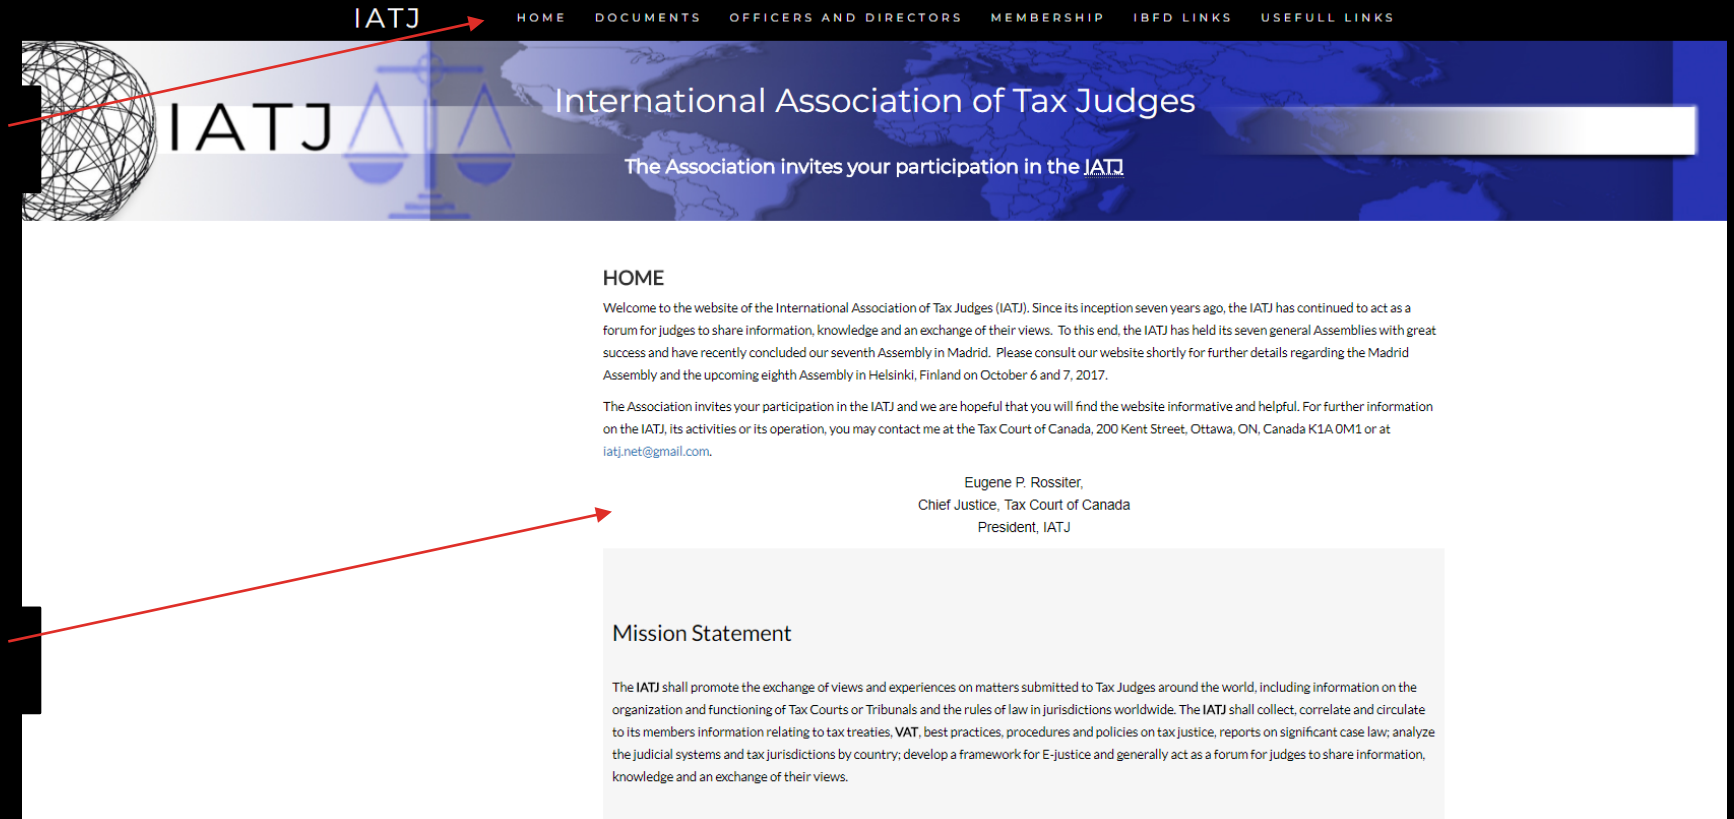 IATJ HOME DOCUMENTS OFFICERS AND DIRECTORS MEMBERSHIP IBFD LINKS USEFULL LINKS
IATJ
International Association of Tax Judges
The Association invites your participation in the IATJ
HOME
Welcome to the website of the International Association of Tax Judges (IATJ). Since its inception seven years ago, the IATJ has continued to act as a
forum for judges to share information, knowledge and an exchange of their views. To this end, the IATJ has held its seven general Assemblies with great
success and have recently concluded our seventh Assembly in Madrid. Please consult our website shortly for further details regarding the Madrid
Assembly and the upcoming eighth Assembly in Helsinki, Finland on October 6 and 7, 2017.
The Association invites your participation in the IATJ and we are hopeful that you will find the website informative and helpful. For further information
on the IATJ, its activities or its operation, you may contact me at the Tax Court of Canada, 200 Kent Street, Ottawa, ON, Canada K1A 0M1 or at
iatj.net@gmail.com.
Eugene P. Rossiter,
Chief Justice, Tax Court of Canada
President, IATJ
Mission Statement
The IATJ shall promote the exchange of views and experiences on matters submitted to Tax Judges around the world, including information on the
organization and functioning of Tax Courts or Tribunals and the rules of law in jurisdictions worldwide. The IATJ shall collect, correlate and circulate
to its members information relating to tax treaties, VAT, best practices, procedures and policies on tax justice, reports on significant case law; analyze
the judicial systems and tax jurisdictions by country; develop a framework for E-justice and generally act as a forum for judges to share information,
knowledge and an exchange of their views.